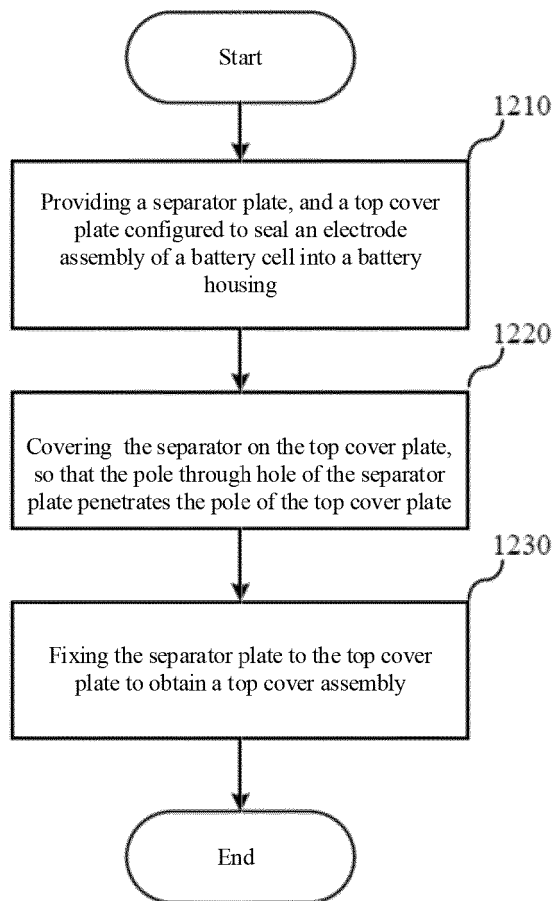 Start
1210
Providing a separator plate, and a top cover
plate configured to seal an electrode
assembly of a battery cell into a battery
housing
1220
Covering the separator on the top cover plate,
so that the pole through hole of the separator
plate penetrates the pole of the top cover plate
1230
Fixing the separator plate to the top cover
plate to obtain a top cover assembly
End